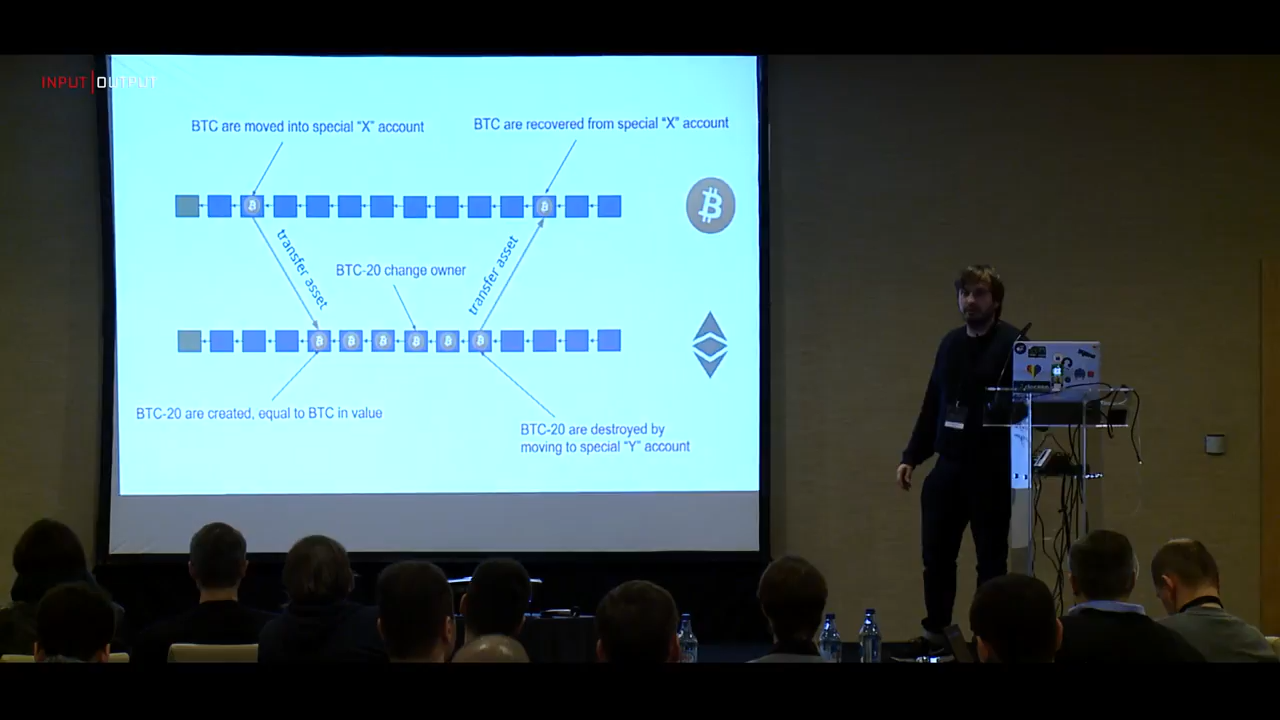 INPUT|OUTPUT
BTC are moved into special "X" account
BTC are recovered from special "X" account
transfer asset
BTC-20 change owner
transfer asset
BTC-20 are created, equal to BTC in value
BTC-20 are destroyed by
moving to special "Y" account